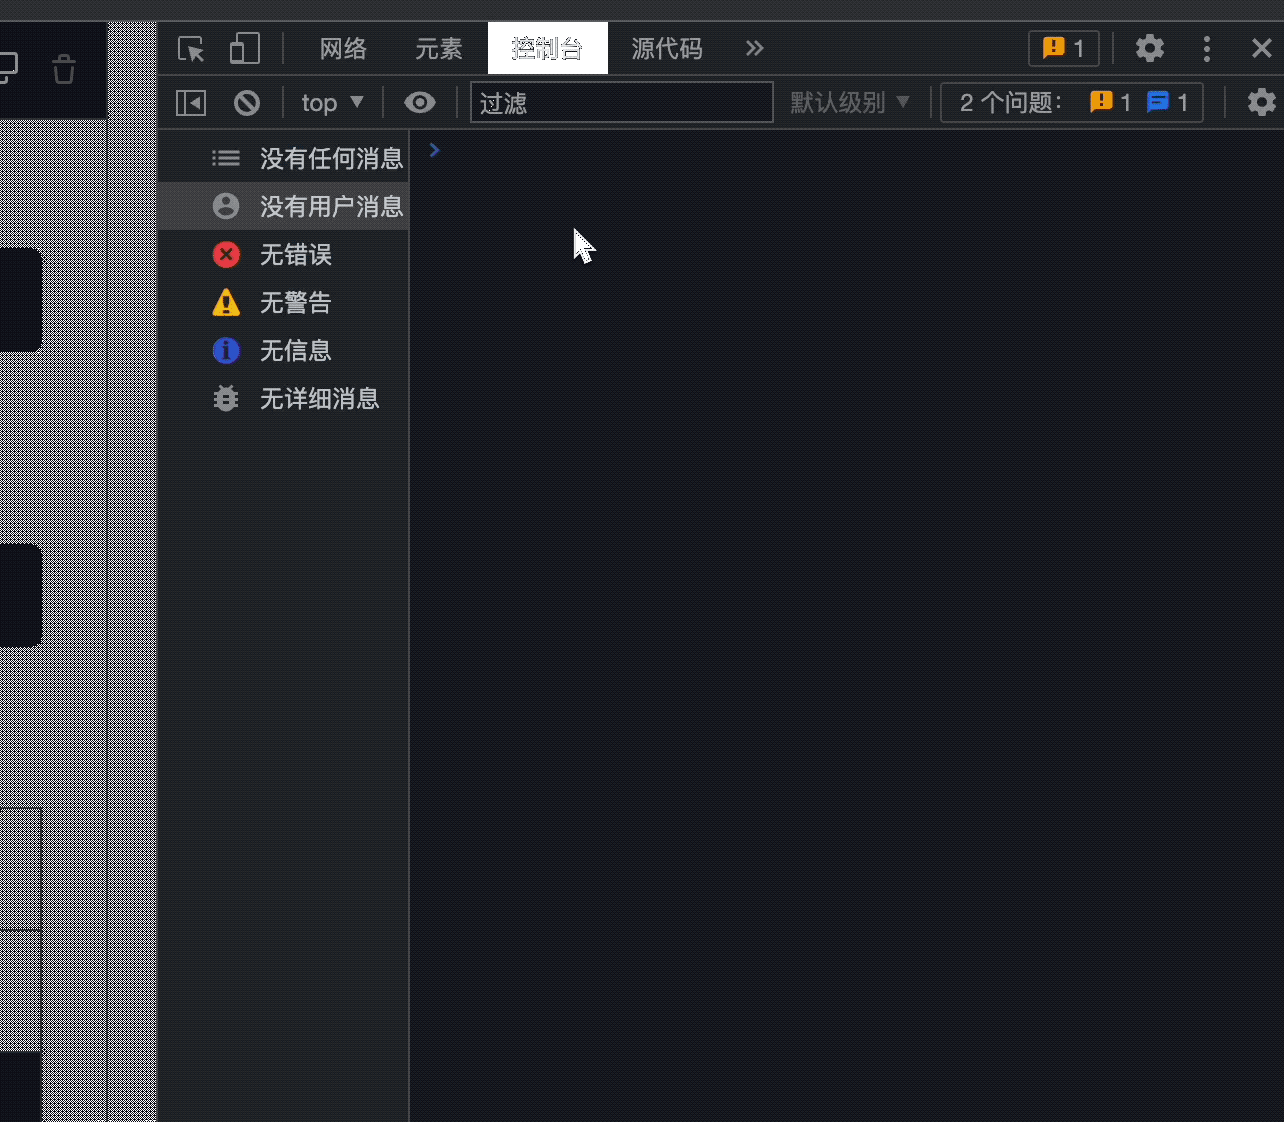 网络 元素 控制台 源代码 1
top 过滤 默认级别 2 个问题: 1 1
没有任何消息
没有用户消息
无错误
无警告
无信息
无详细消息